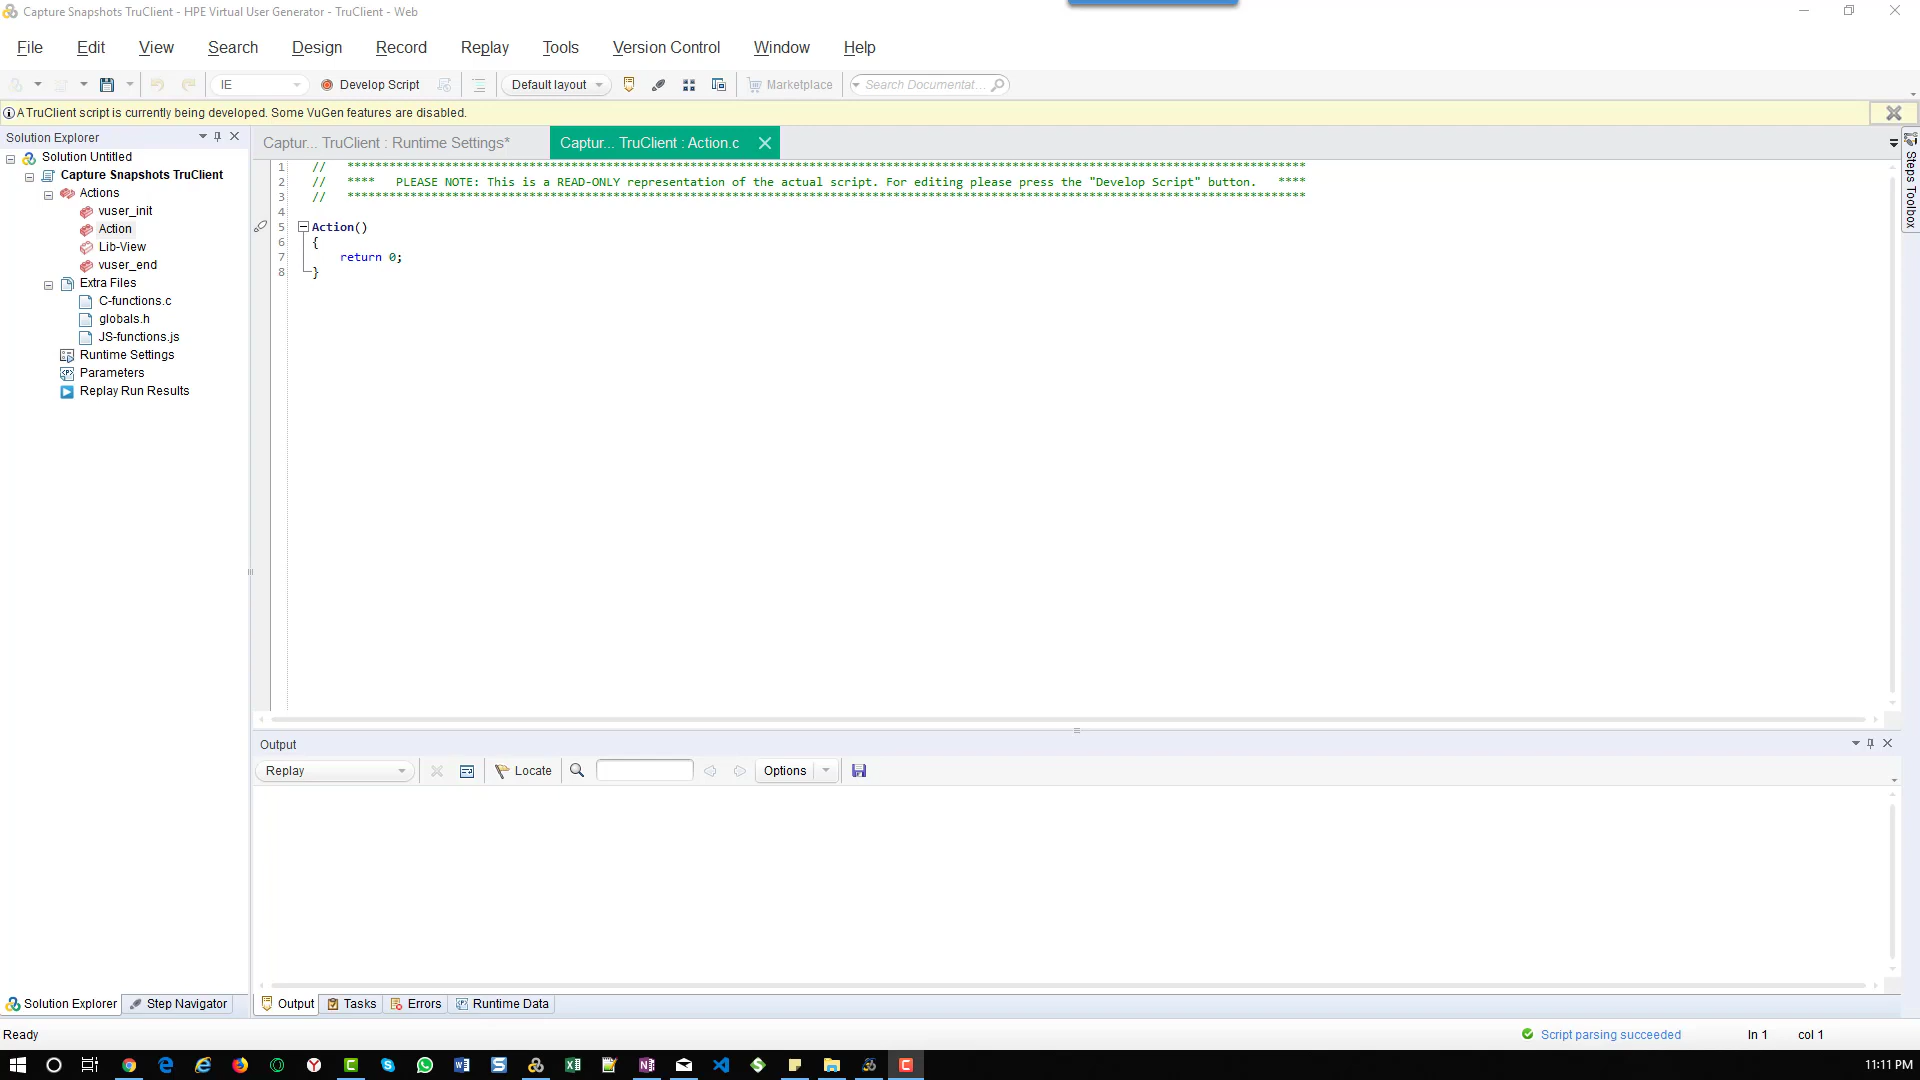 Capture Snapshots TruClient - HPE Virtual User Generator - TruClient - Web
File Edit View Search Design Record Replay Tools Version Control Window Help
IE Develop Script Default layout Marketplace Search Documentat...
A TruClient script is currently being developed. Some VuGen features are disabled.
Solution Explorer
Solution Untitled
Capture Snapshots TruClient
Actions
vuser_init
Action
Lib-View
vuser_end
Extra Files
C-functions.c
globals.h
JS-functions.js
Runtime Settings
Parameters
Replay Run Results
Solution Explorer Step Navigator
Captur... TruClient : Runtime Settings* Captur... TruClient : Action.c
1 // *****************************************************************************************************************************************
2 // **** PLEASE NOTE: This is a READ-ONLY representation of the actual script. For editing please press the "Develop Script" button. ****
3 // *****************************************************************************************************************************************
4
5 Action()
6 {
7 return 0;
8 }
Steps Toolbox
Output
Replay Locate Options
Output Tasks Errors Runtime Data
Ready Script parsing succeeded ln 1 col 1
11:11 PM